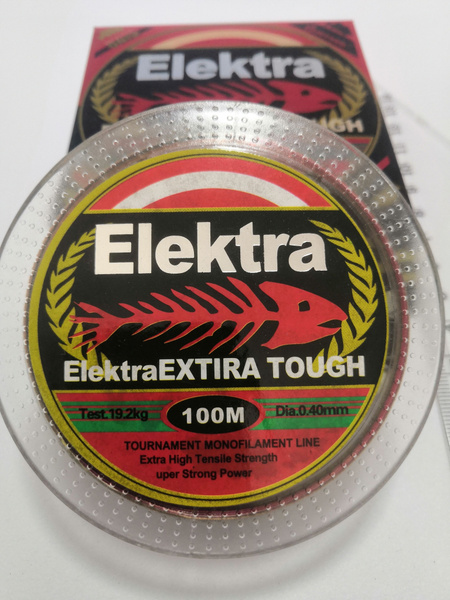 Elektra
UGH
Elektra
ElektraEXTIRA TOUGH
Test.19.2kg 100M Dia.0.40mm
TOURNAMENT MONOFILAMENT LINE
Extra High Tensile Strength
uper Strong Power